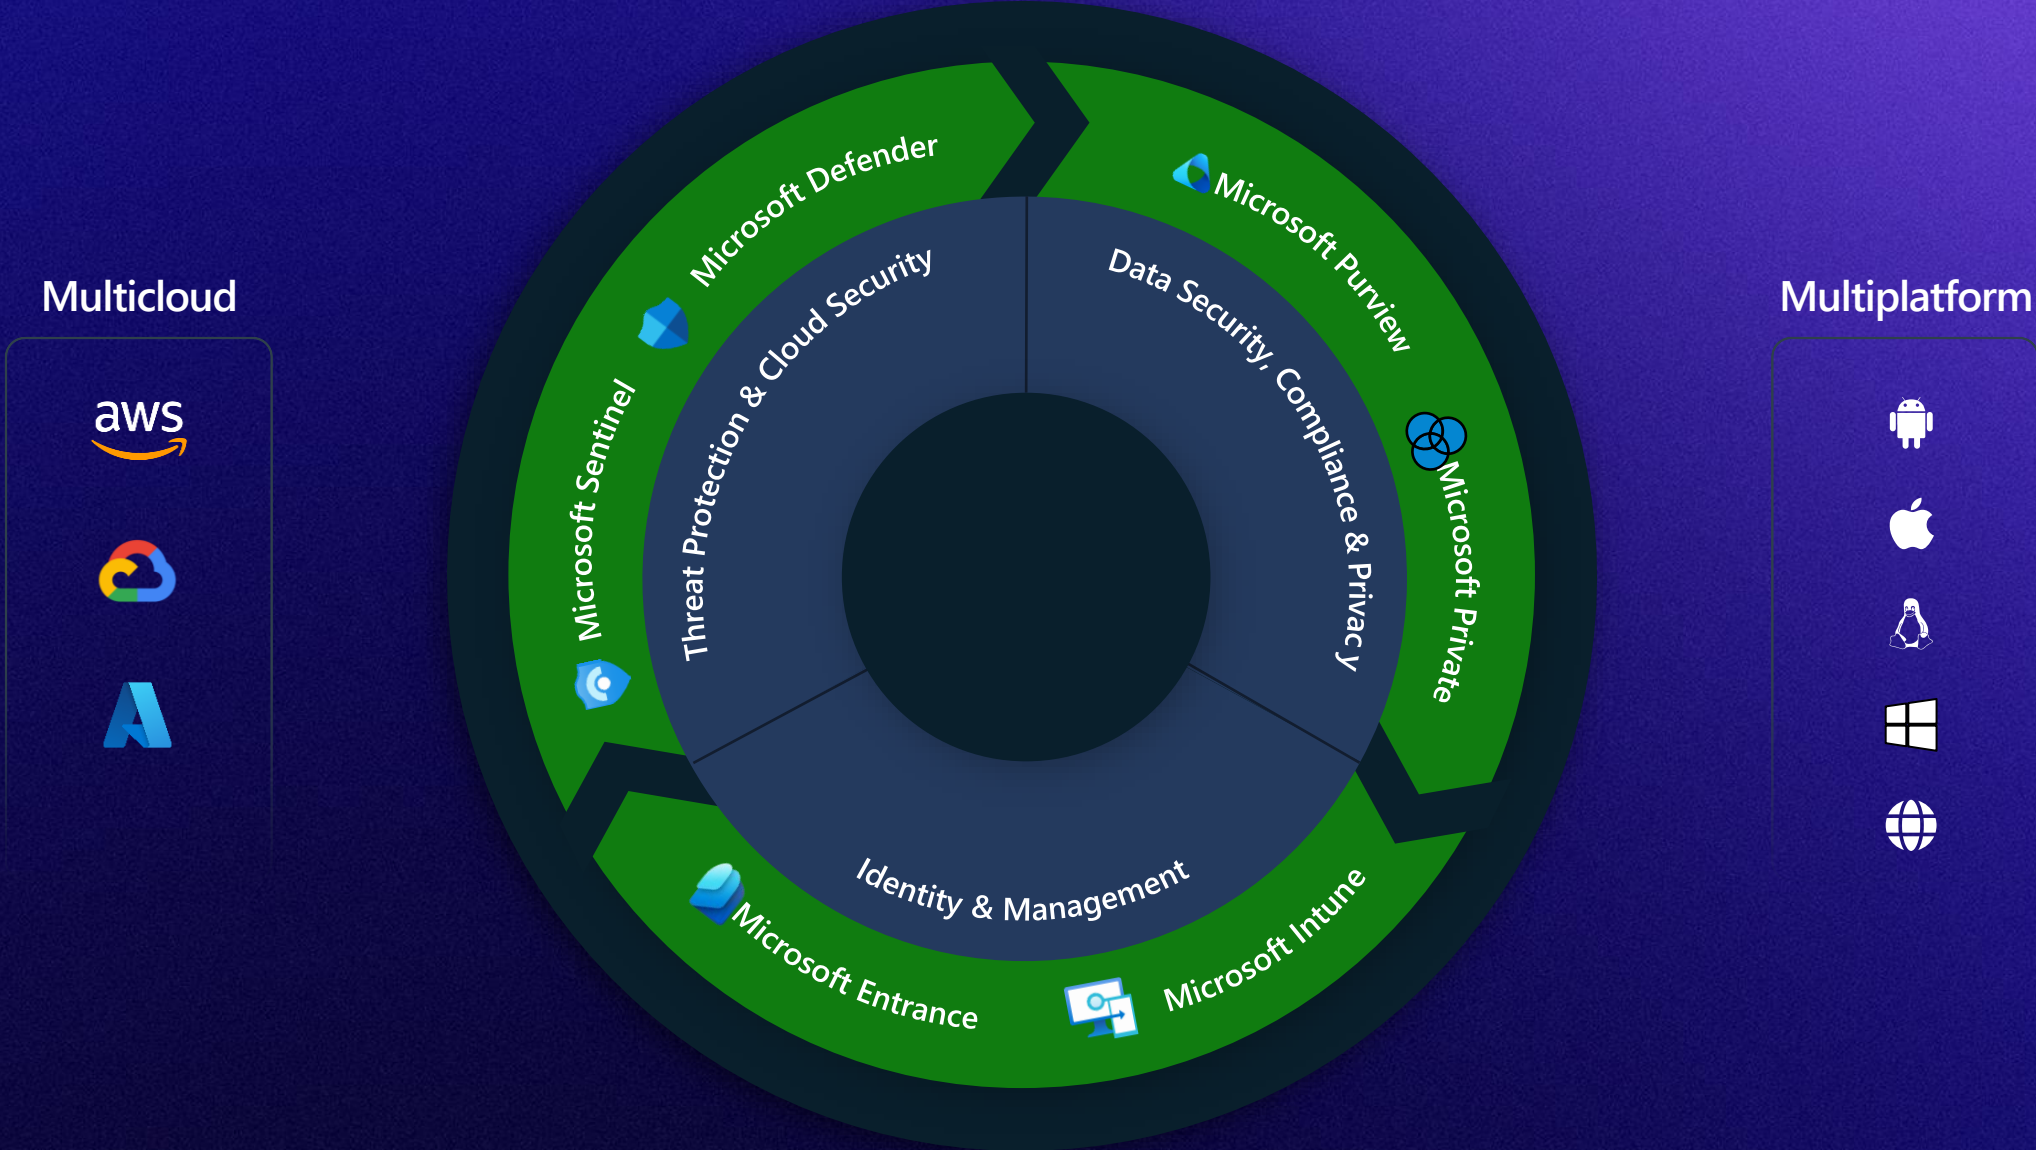 Multicloud
aws
Microsoft Defender
Microsoft Sentinel
Threat Protection & Cloud Security
Microsoft Purview
Microsoft Private
Data Security, Compliance & Privacy
Identity & Management
Microsoft Entrance
Microsoft Intune
Multiplatform